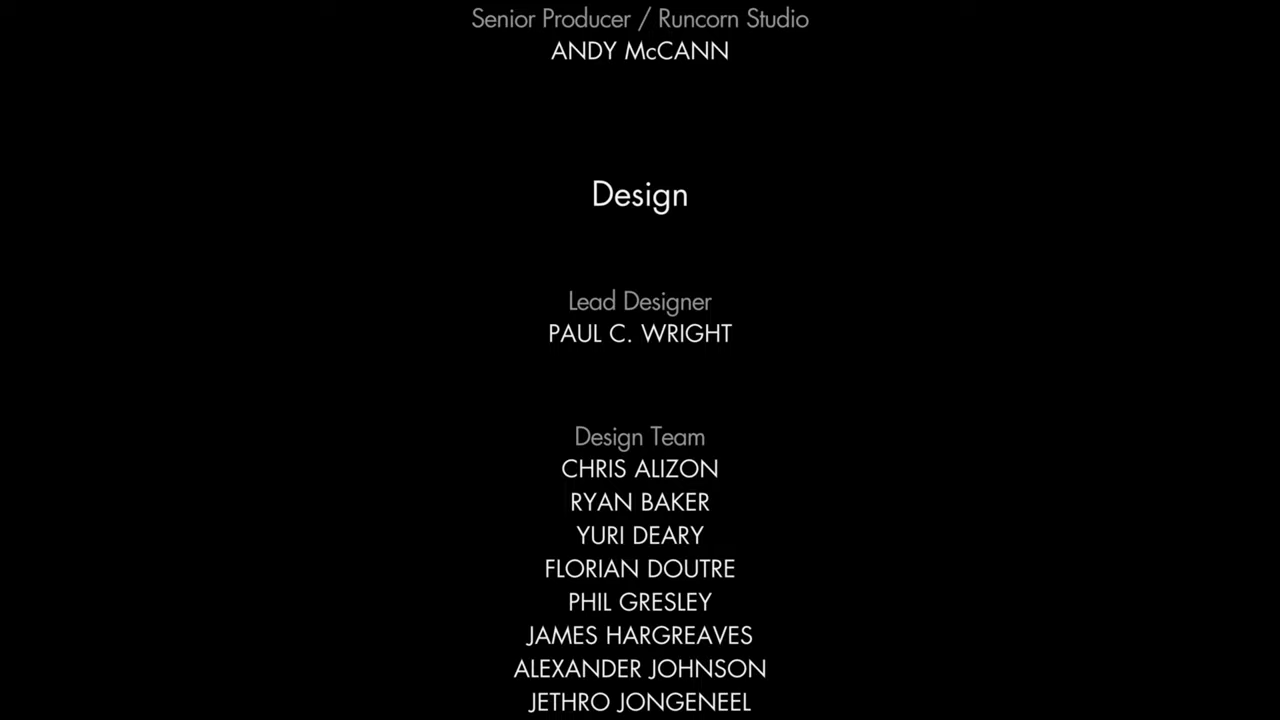 Senior Producer / Runcorn Studio
ANDY McCANN
Design
Lead Designer
PAUL C. WRIGHT
Design Team
CHRIS ALIZON
RYAN BAKER
YURI DEARY
FLORIAN DOUTRE
PHIL GRESLEY
JAMES HARGREAVES
ALEXANDER JOHNSON
JETHRO JONGENEEL